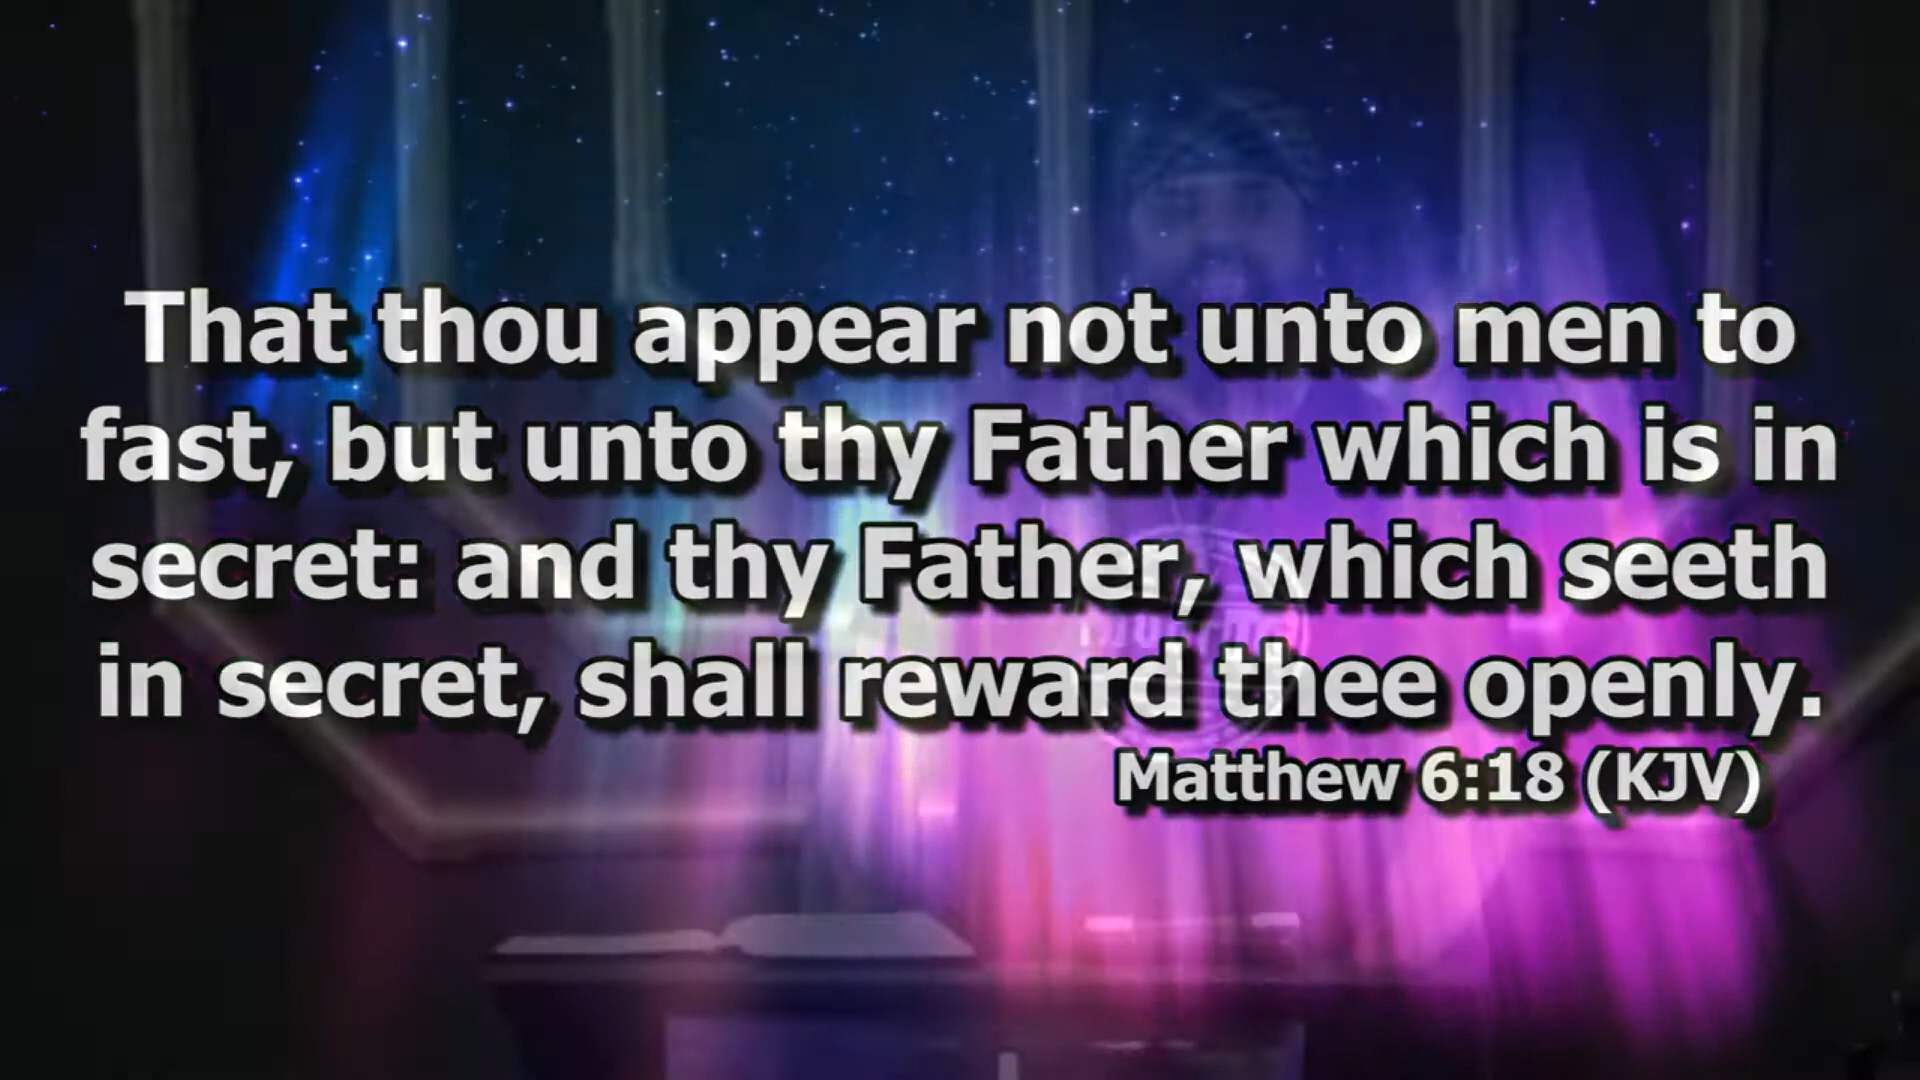 That thou appear not unto men to
fast, but unto thy Father which is in
secret: and thy Father, which seeth
in secret, shall reward thee openly.
Matthew 6:18 (KJV)